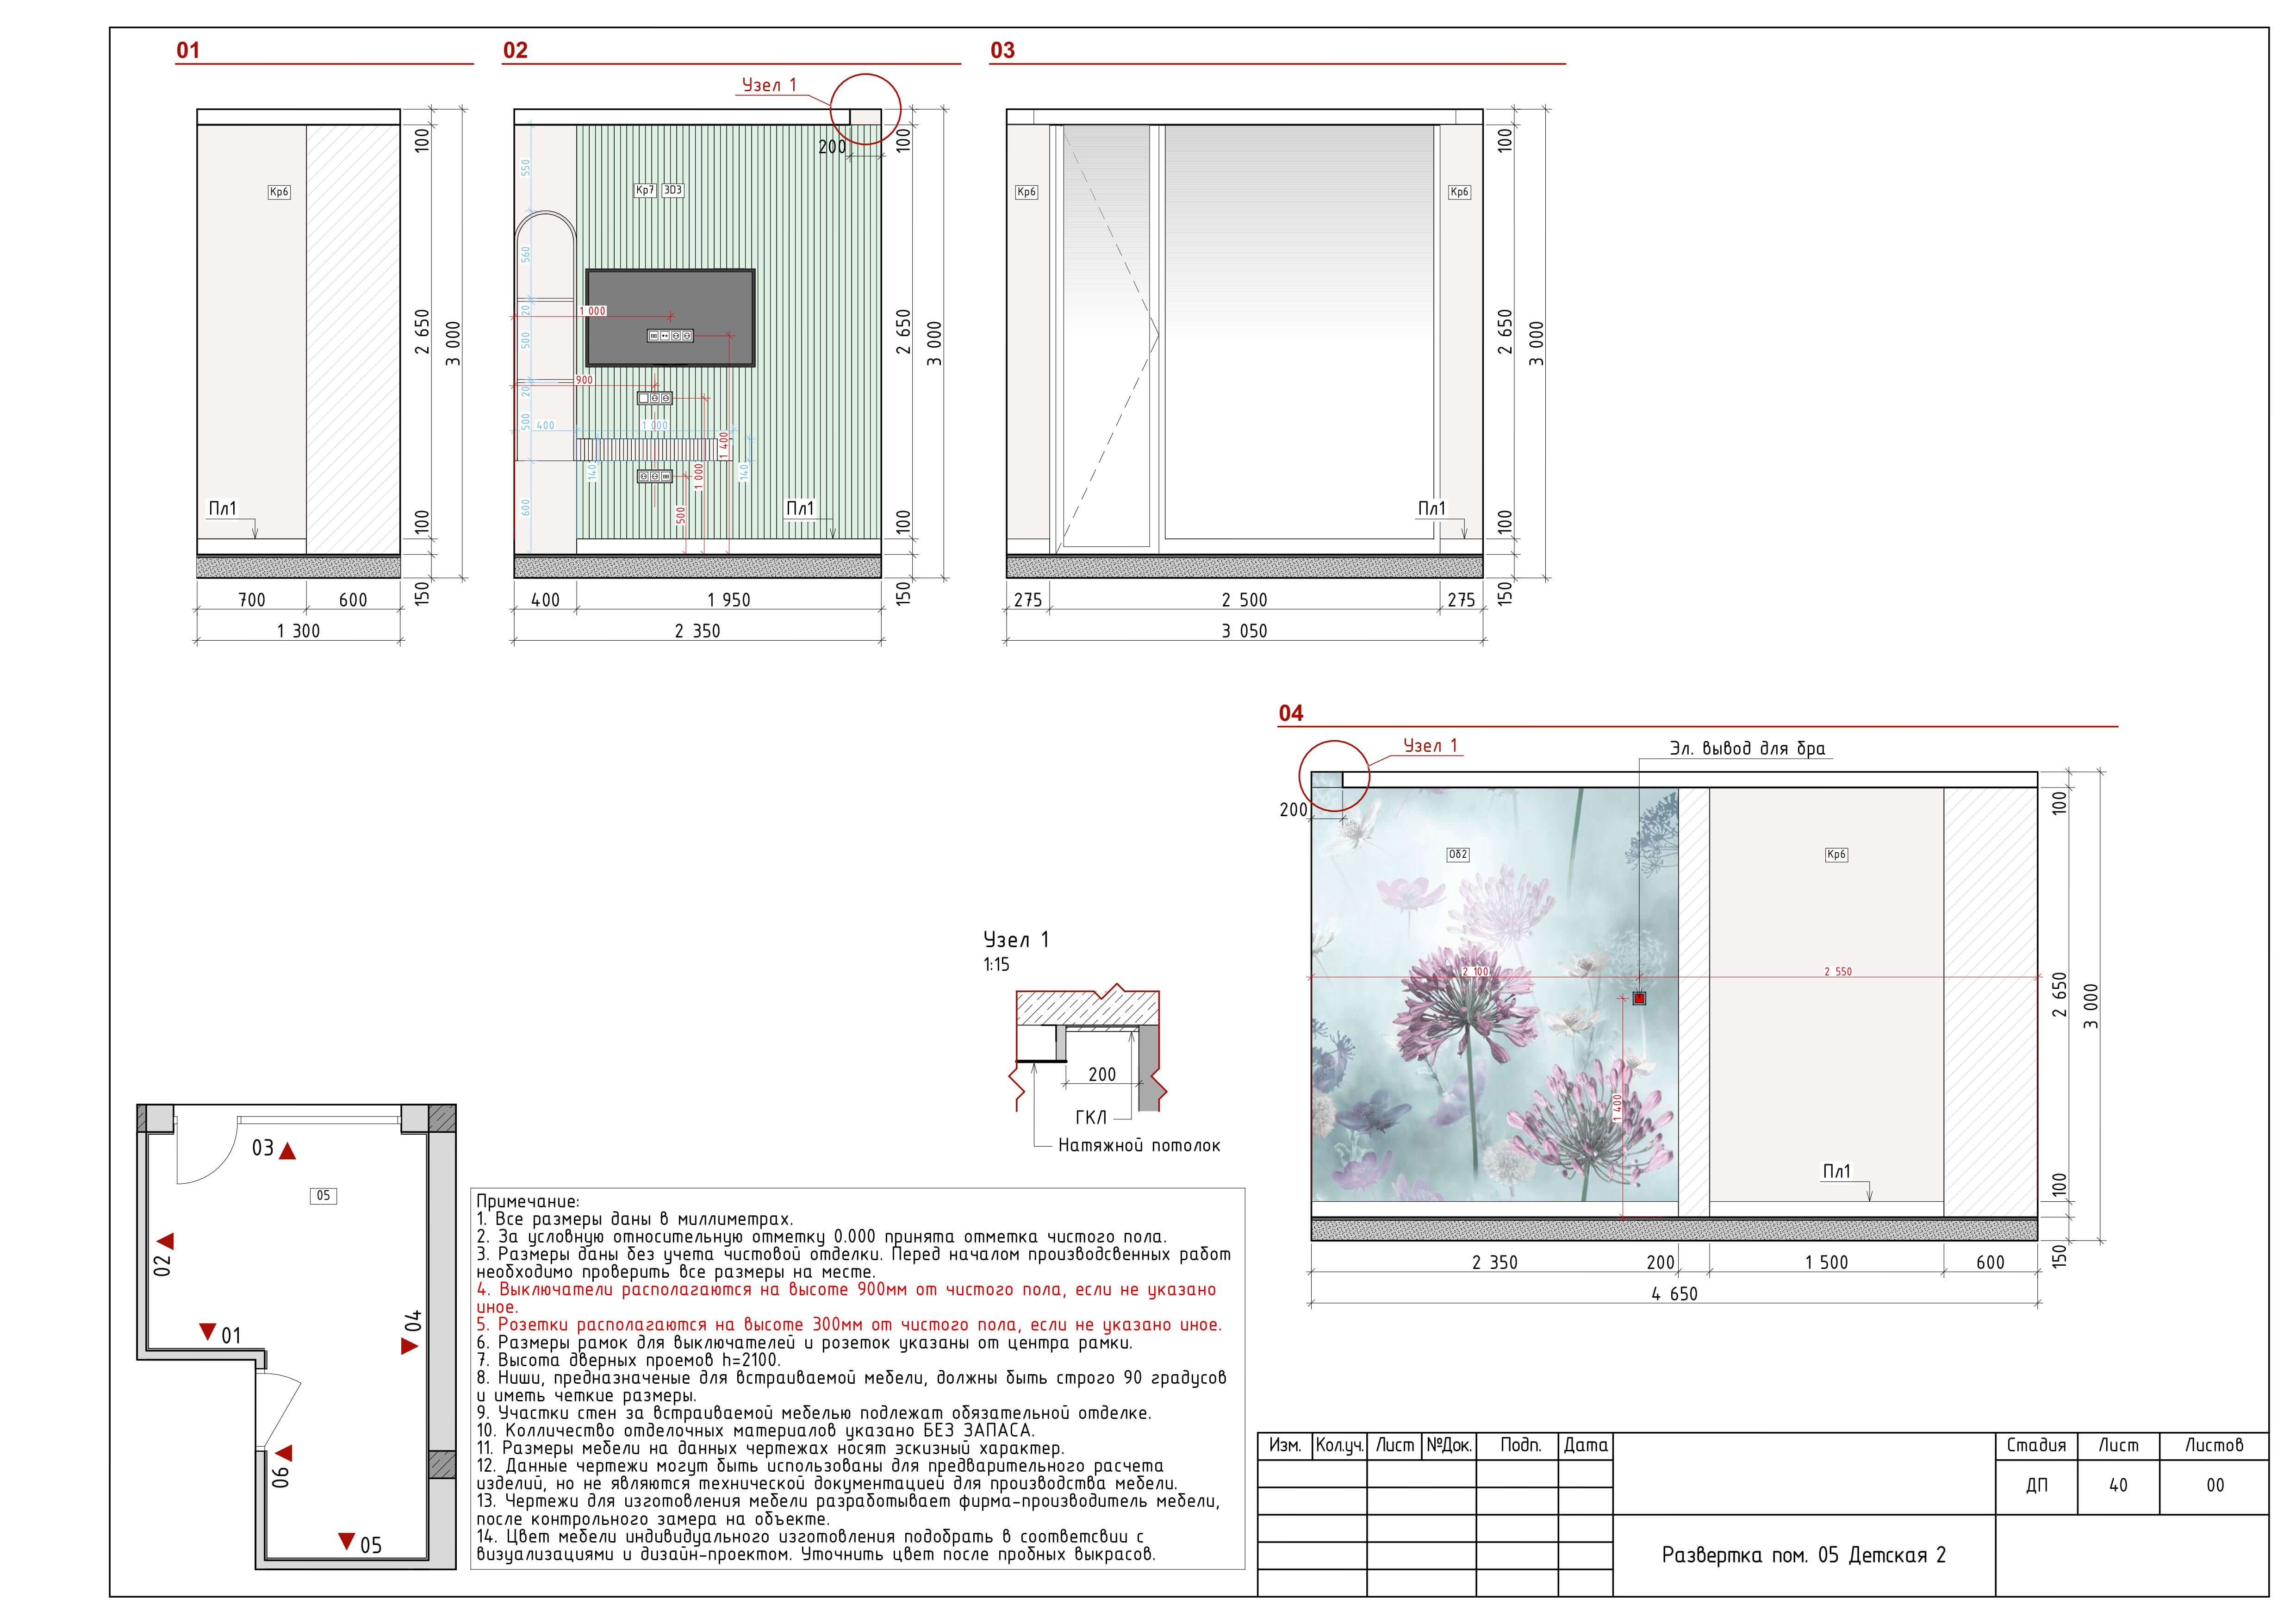 01
02
03
Узел 1
Кр6
Пл1
100
2 650
3 000
100
150
700
600
1 300
200
Кр7
3D3
550
560
20
500
20
500
600
1 000
900
400
1 000
140
140
1 400
1 000
500
Пл1
100
2 650
3 000
100
150
400
1 950
2 350
Кр6
Кр6
Пл1
100
2 650
3 000
100
150
275
2 500
275
3 050
04
Узел 1
Эл. вывод для бра
200
Об2
Кр6
2 100
2 550
1 400
Пл1
100
2 650
3 000
100
150
2 350
200
1 500
600
4 650
Узел 1
1:15
200
ГКЛ
Натяжной потолок
03
05
02
01
04
06
05
Примечание:
1. Все размеры даны в миллиметрах.
2. За условную относительную отметку 0.000 принята отметка чистого пола.
3. Размеры даны без учета чистовой отделки. Перед началом производсвенных работ
необходимо проверить все размеры на месте.
4. Выключатели располагаются на высоте 900мм от чистого пола, если не указано
иное.
5. Розетки располагаются на высоте 300мм от чистого пола, если не указано иное.
6. Размеры рамок для выключателей и розеток указаны от центра рамки.
7. Высота дверных проемов h=2100.
8. Ниши, предназначеные для встраиваемой мебели, должны быть строго 90 градусов
и иметь четкие размеры.
9. Участки стен за встраиваемой мебелью подлежат обязательной отделке.
10. Колличество отделочных материалов указано БЕЗ ЗАПАСА.
11. Размеры мебели на данных чертежах носят эскизный характер.
12. Данные чертежи могут быть использованы для предварительного расчета
изделий, но не являются технической документацией для производства мебели.
13. Чертежи для изготовления мебели разрабатывает фирма-производитель мебели,
после контрольного замера на объекте.
14. Цвет мебели индивидуального изготовления подобрать в соответсвии с
визуализациями и дизайн-проектом. Уточнить цвет после пробных выкрасов.
Изм. Кол.уч. Лист №Док. Подп. Дата
Стадия Лист Листов
ДП 40 00
Развертка пом. 05 Детская 2